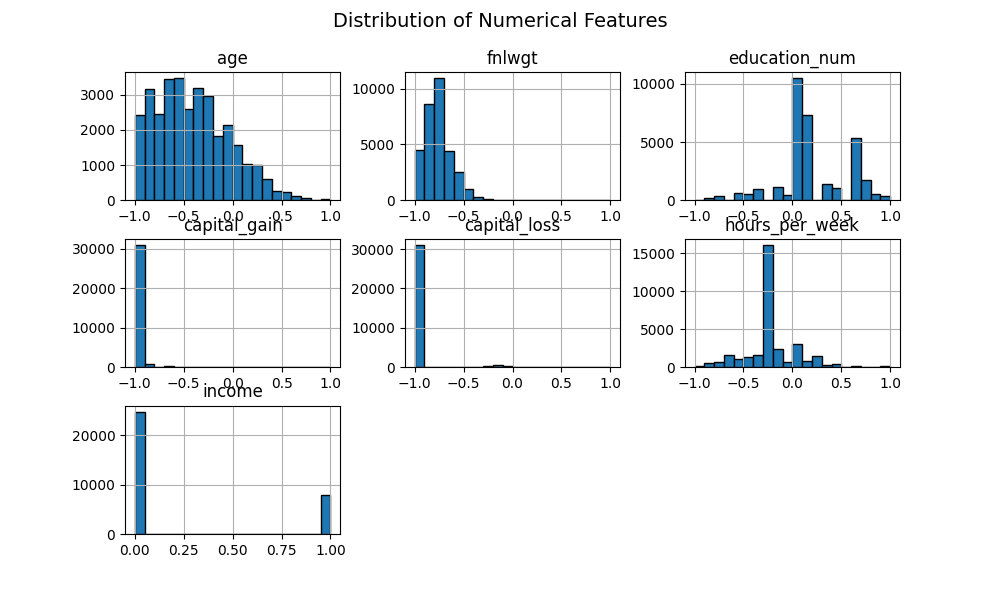 Distribution of Numerical Features
age fnlwgt education_num
3000 10000 10000
2000
5000 5000
1000
0 0 0
−1.0 −0.5 0.0 0.5 1.0 −1.0 −0.5 0.0 0.5 1.0 −1.0 −0.5 0.0 0.5 1.0
capital_gain capital_loss hours_per_week
30000 30000 15000
20000 20000 10000
10000 10000 5000
0 0 0
−1.0 −0.5 0.0 0.5 1.0 −1.0 −0.5 0.0 0.5 1.0 −1.0 −0.5 0.0 0.5 1.0
income
20000
10000
0
0.00 0.25 0.50 0.75 1.00